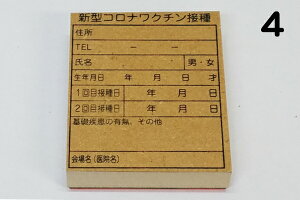 4
新型コロナワクチン接種
住所
TEL － －
氏名 . 男・女
生年月日 年 月 日 才
1回目接種日 年 月 日
2回目接種日 年 月 日
基礎疾患の有無、その他
会場名(医院名)